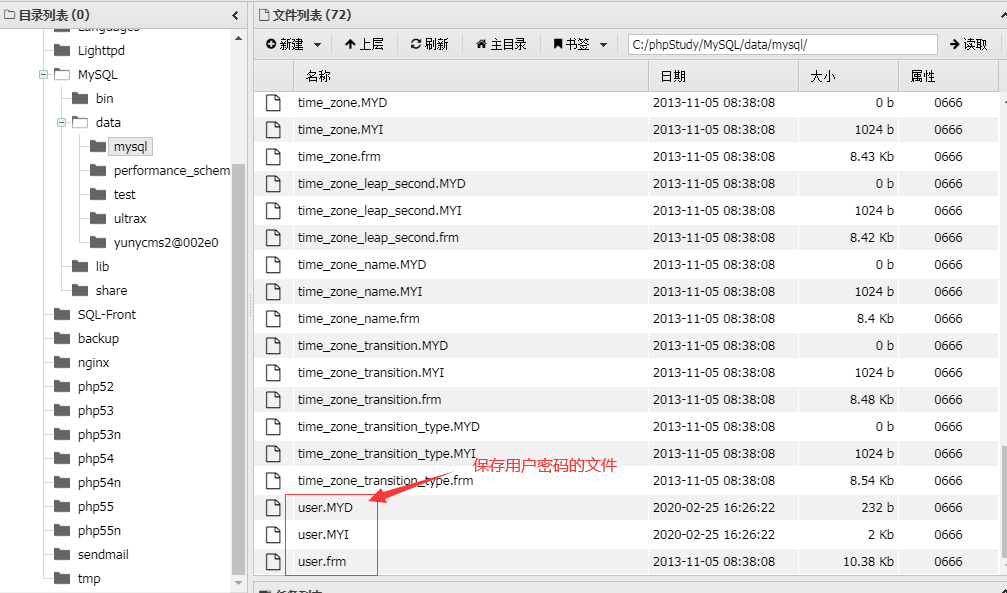 目录列表 (0)
Languages
Lighttpd
MySQL
bin
data
mysql
performance_schem
test
ultrax
yunycms2@002e0
lib
share
SQL-Front
backup
nginx
php52
php53
php53n
php54
php54n
php55
php55n
sendmail
tmp
文件列表 (72)
新建 上层 刷新 主目录 书签 C:/phpStudy/MySQL/data/mysql/ 读取
名称 日期 大小 属性
time_zone.MYD 2013-11-05 08:38:08 0 b 0666
time_zone.MYI 2013-11-05 08:38:08 1024 b 0666
time_zone.frm 2013-11-05 08:38:08 8.43 Kb 0666
time_zone_leap_second.MYD 2013-11-05 08:38:08 0 b 0666
time_zone_leap_second.MYI 2013-11-05 08:38:08 1024 b 0666
time_zone_leap_second.frm 2013-11-05 08:38:08 8.42 Kb 0666
time_zone_name.MYD 2013-11-05 08:38:08 0 b 0666
time_zone_name.MYI 2013-11-05 08:38:08 1024 b 0666
time_zone_name.frm 2013-11-05 08:38:08 8.4 Kb 0666
time_zone_transition.MYD 2013-11-05 08:38:08 0 b 0666
time_zone_transition.MYI 2013-11-05 08:38:08 1024 b 0666
time_zone_transition.frm 2013-11-05 08:38:08 8.48 Kb 0666
time_zone_transition_type.MYD 2013-11-05 08:38:08 0 b 0666
time_zone_transition_type.MYI 2013-11-05 08:38:08 1024 b 0666
保存用户密码的文件
time_zone_transition_type.frm 2013-11-05 08:38:08 8.54 Kb 0666
user.MYD 2020-02-25 16:26:22 232 b 0666
user.MYI 2020-02-25 16:26:22 2 Kb 0666
user.frm 2013-11-05 08:38:08 10.38 Kb 0666